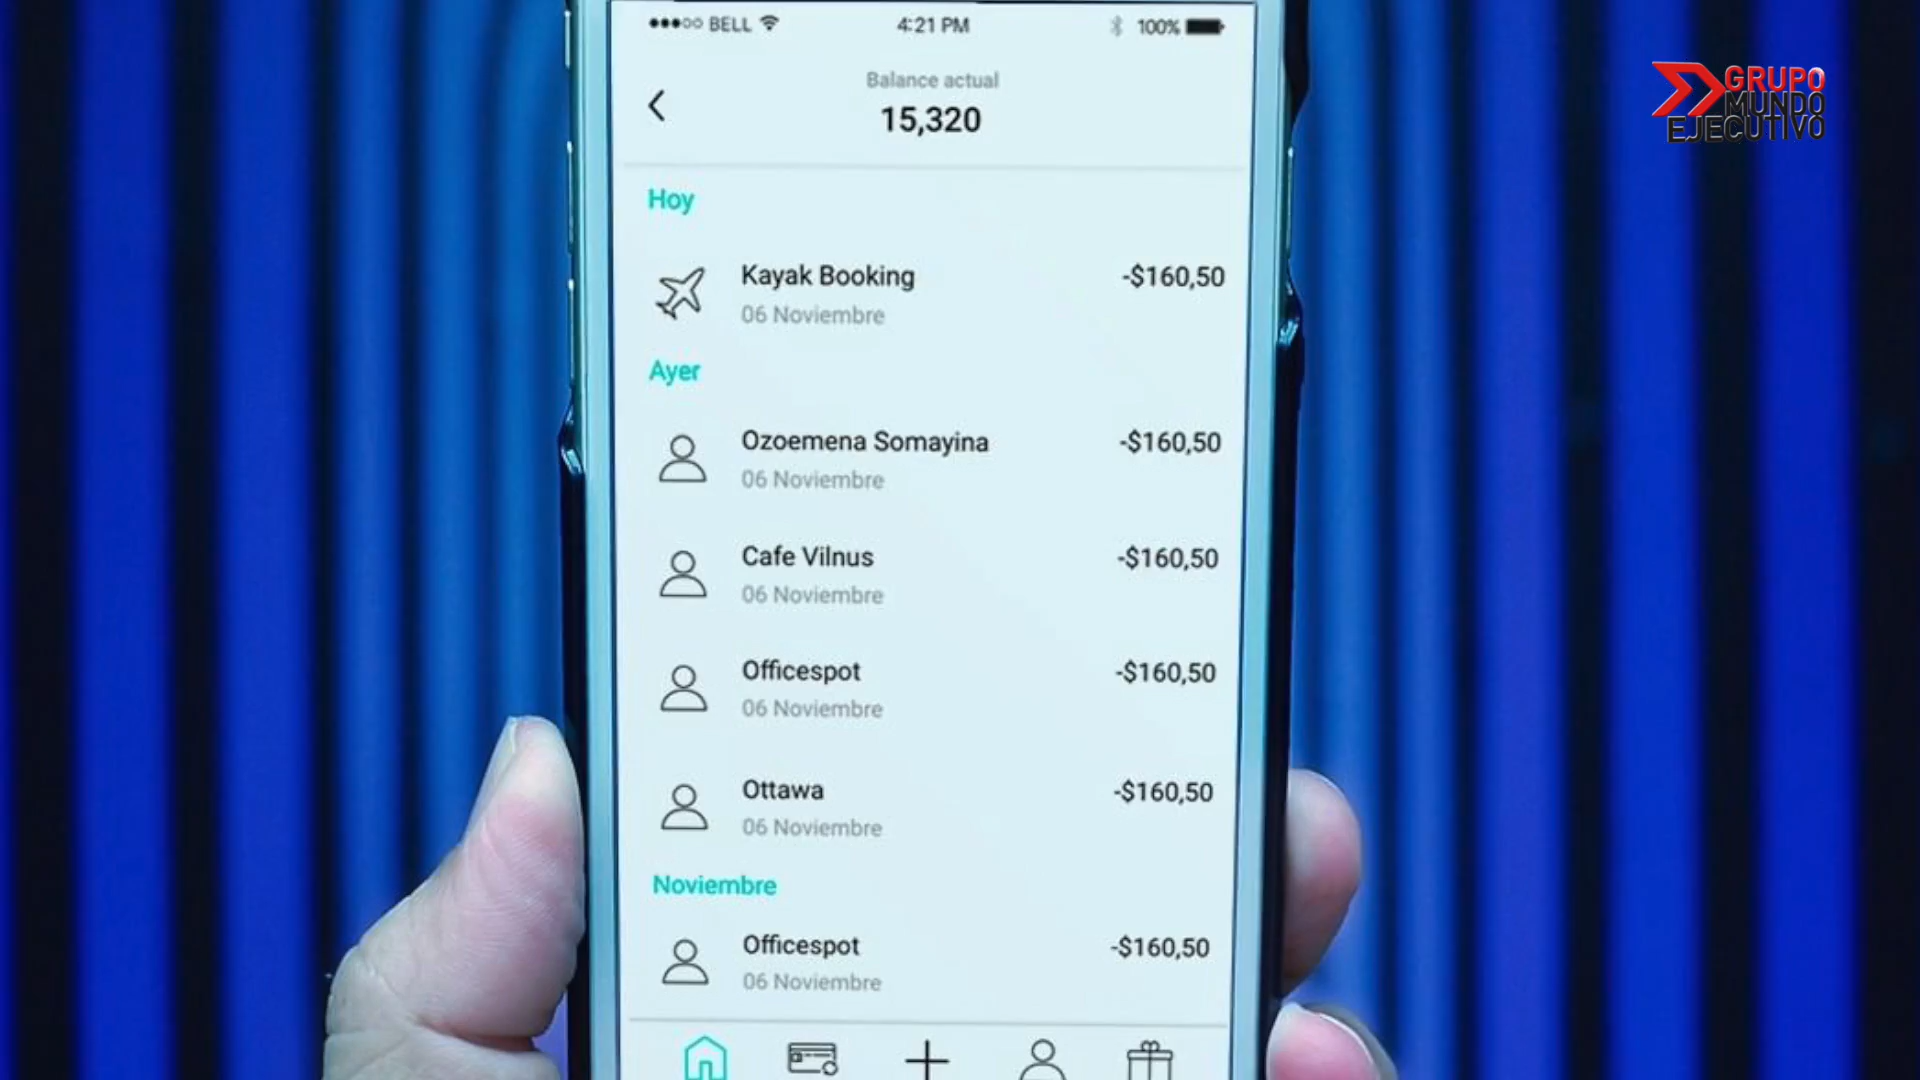 BELL
4:21 PM
100%
GRUPO
MUNDO
EJECUTIVO
Balance actual
15,320
Hoy
Kayak Booking -$160,50
06 Noviembre
Ayer
Ozoemena Somayina -$160,50
06 Noviembre
Cafe Vilnus -$160,50
06 Noviembre
Officespot -$160,50
06 Noviembre
Ottawa -$160,50
06 Noviembre
Noviembre
Officespot -$160,50
06 Noviembre